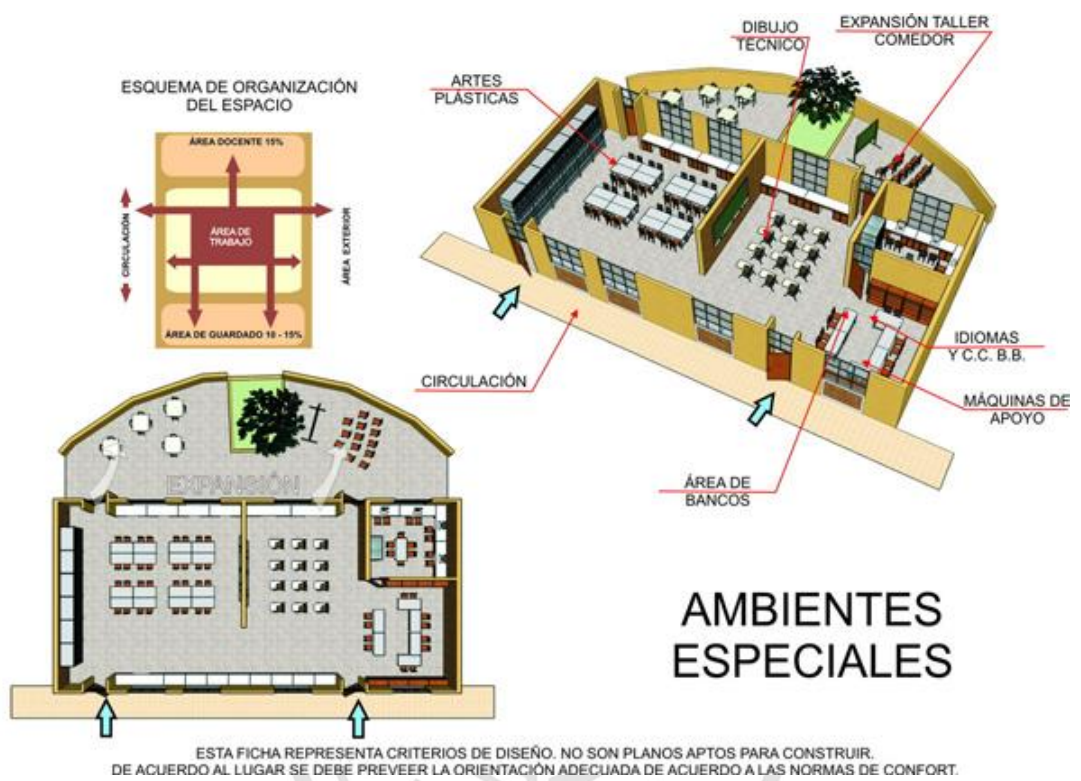 ESQUEMA DE ORGANIZACIÓN
DEL ESPACIO
ÁREA DOCENTE 15%
CIRCULACIÓN
ÁREA DE
TRABAJO
ÁREA EXTERIOR
ÁREA DE GUARDADO 10 - 15%
DIBUJO
TECNICO
EXPANSIÓN TALLER
COMEDOR
ARTES
PLÁSTICAS
CIRCULACIÓN
IDIOMAS
Y C.C. B.B.
MÁQUINAS DE
APOYO
ÁREA DE
BANCOS
EXPANSIÓN
AMBIENTES
ESPECIALES
ESTA FICHA REPRESENTA CRITERIOS DE DISEÑO. NO SON PLANOS APTOS PARA CONSTRUIR.
DE ACUERDO AL LUGAR SE DEBE PREVEER LA ORIENTACIÓN ADECUADA DE ACUERDO A LAS NORMAS DE CONFORT.